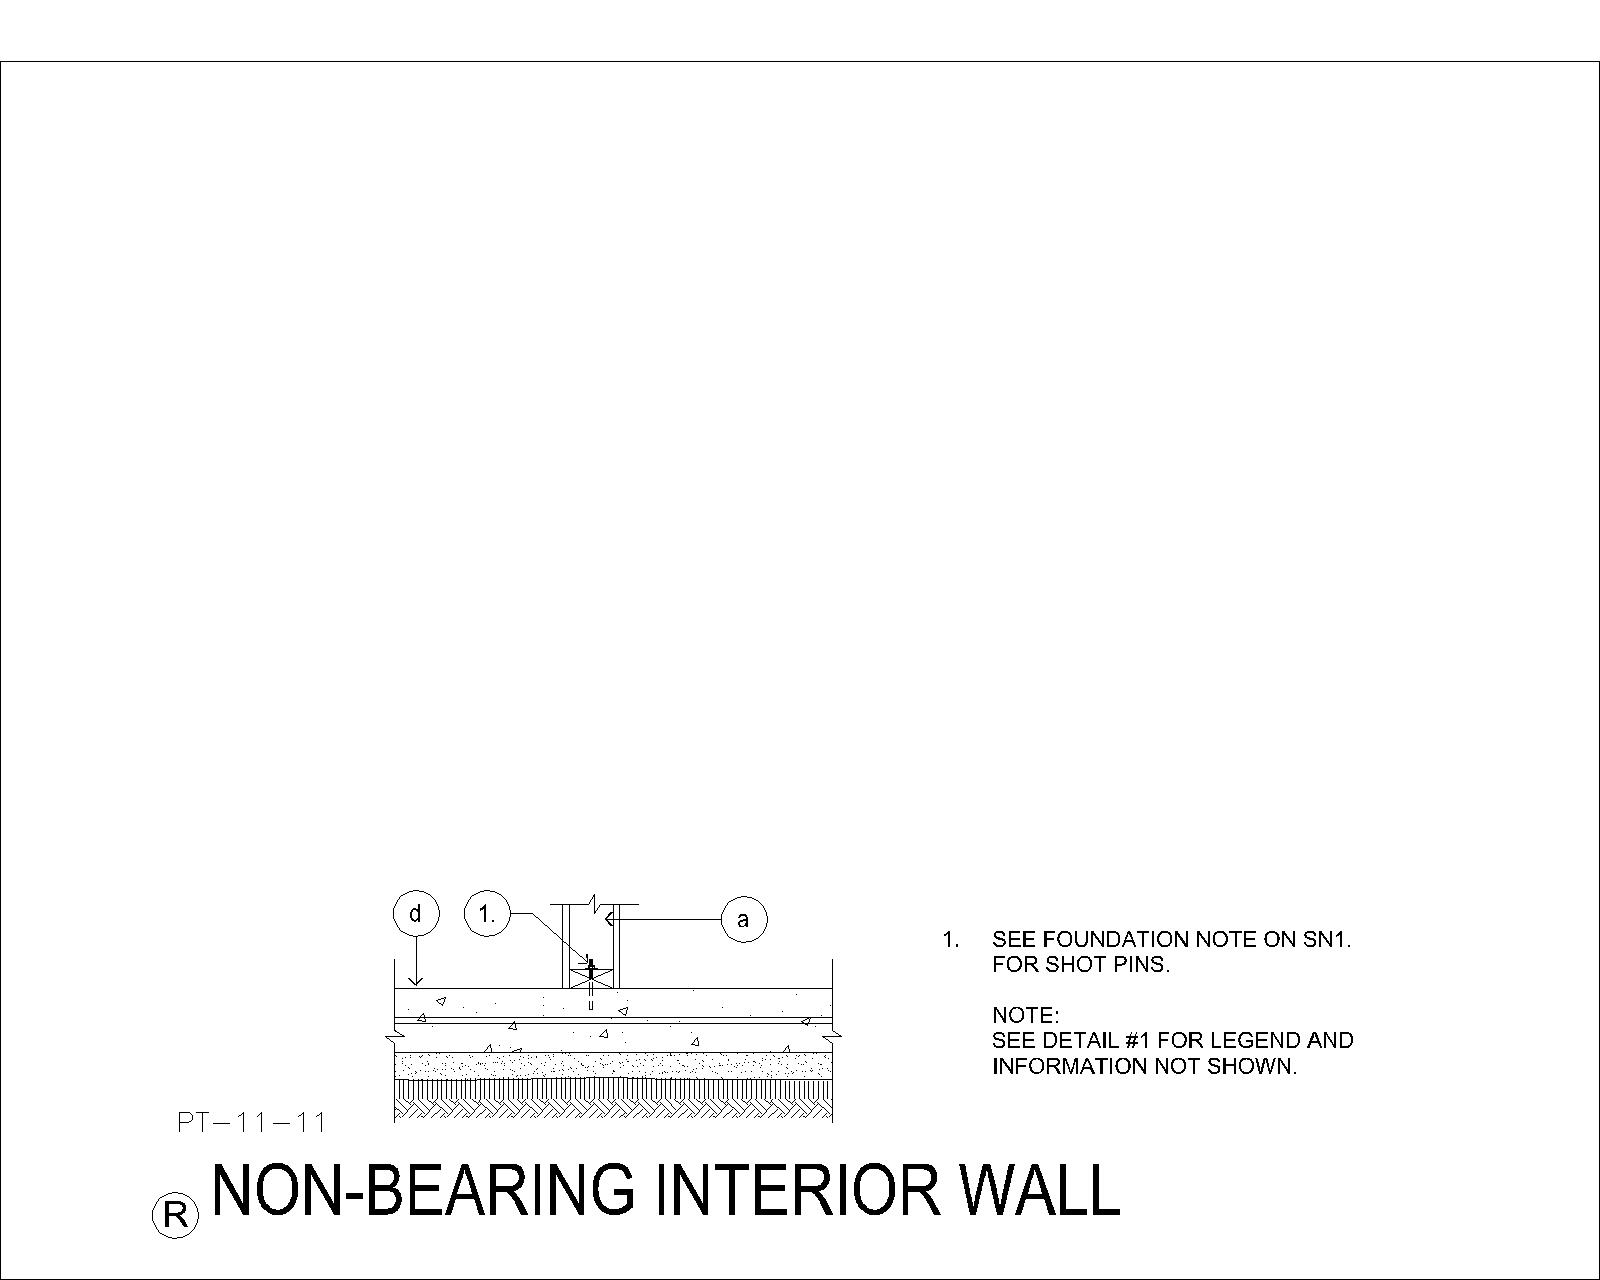 d
1.
a
1. SEE FOUNDATION NOTE ON SN1.
FOR SHOT PINS.
NOTE:
SEE DETAIL #1 FOR LEGEND AND
INFORMATION NOT SHOWN.
PT-11-11
R NON-BEARING INTERIOR WALL